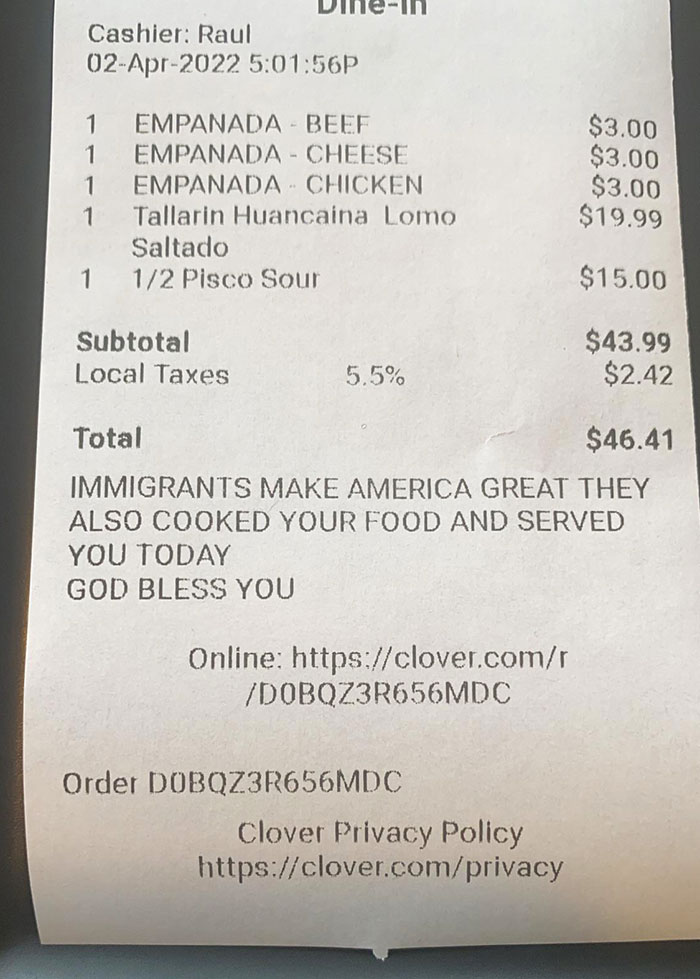 Dine-In
Cashier: Raul
02-Apr-2022 5:01:56P
1 EMPANADA - BEEF $3.00
1 EMPANADA - CHEESE $3.00
1 EMPANADA - CHICKEN $3.00
1 Tallarin Huancaina Lomo $19.99
Saltado
1 1/2 Pisco Sour $15.00
Subtotal $43.99
Local Taxes 5.5% $2.42
Total $46.41
IMMIGRANTS MAKE AMERICA GREAT THEY
ALSO COOKED YOUR FOOD AND SERVED
YOU TODAY
GOD BLESS YOU
Online: https://clover.com/r
/D0BQZ3R656MDC
Order D0BQZ3R656MDC
Clover Privacy Policy
https://clover.com/privacy